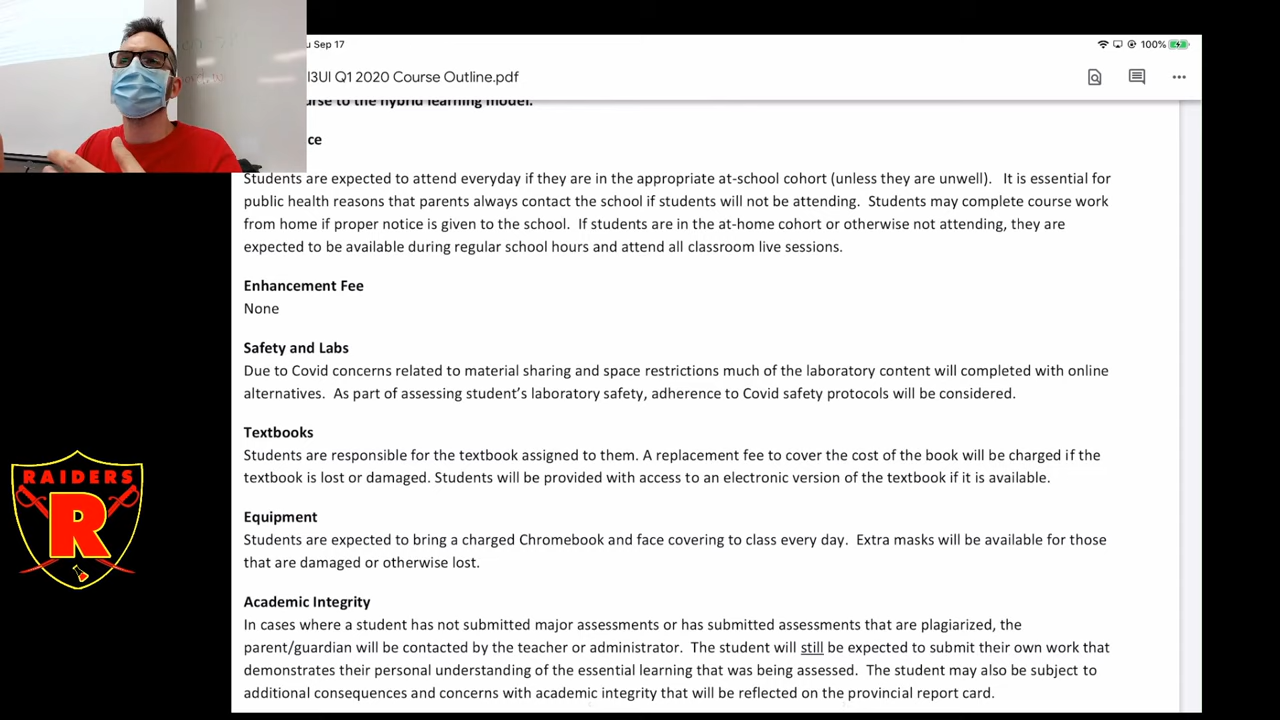 u Sep 17
100%
I3UI Q1 2020 Course Outline.pdf
urse to the hybrid learning model.
ce
Students are expected to attend everyday if they are in the appropriate at-school cohort (unless they are unwell). It is essential for
public health reasons that parents always contact the school if students will not be attending. Students may complete course work
from home if proper notice is given to the school. If students are in the at-home cohort or otherwise not attending, they are
expected to be available during regular school hours and attend all classroom live sessions.
Enhancement Fee
None
Safety and Labs
Due to Covid concerns related to material sharing and space restrictions much of the laboratory content will completed with online
alternatives. As part of assessing student's laboratory safety, adherence to Covid safety protocols will be considered.
Textbooks
Students are responsible for the textbook assigned to them. A replacement fee to cover the cost of the book will be charged if the
textbook is lost or damaged. Students will be provided with access to an electronic version of the textbook if it is available.
Equipment
Students are expected to bring a charged Chromebook and face covering to class every day. Extra masks will be available for those
that are damaged or otherwise lost.
Academic Integrity
In cases where a student has not submitted major assessments or has submitted assessments that are plagiarized, the
parent/guardian will be contacted by the teacher or administrator. The student will still be expected to submit their own work that
demonstrates their personal understanding of the essential learning that was being assessed. The student may also be subject to
additional consequences and concerns with academic integrity that will be reflected on the provincial report card.
RAIDERS
R